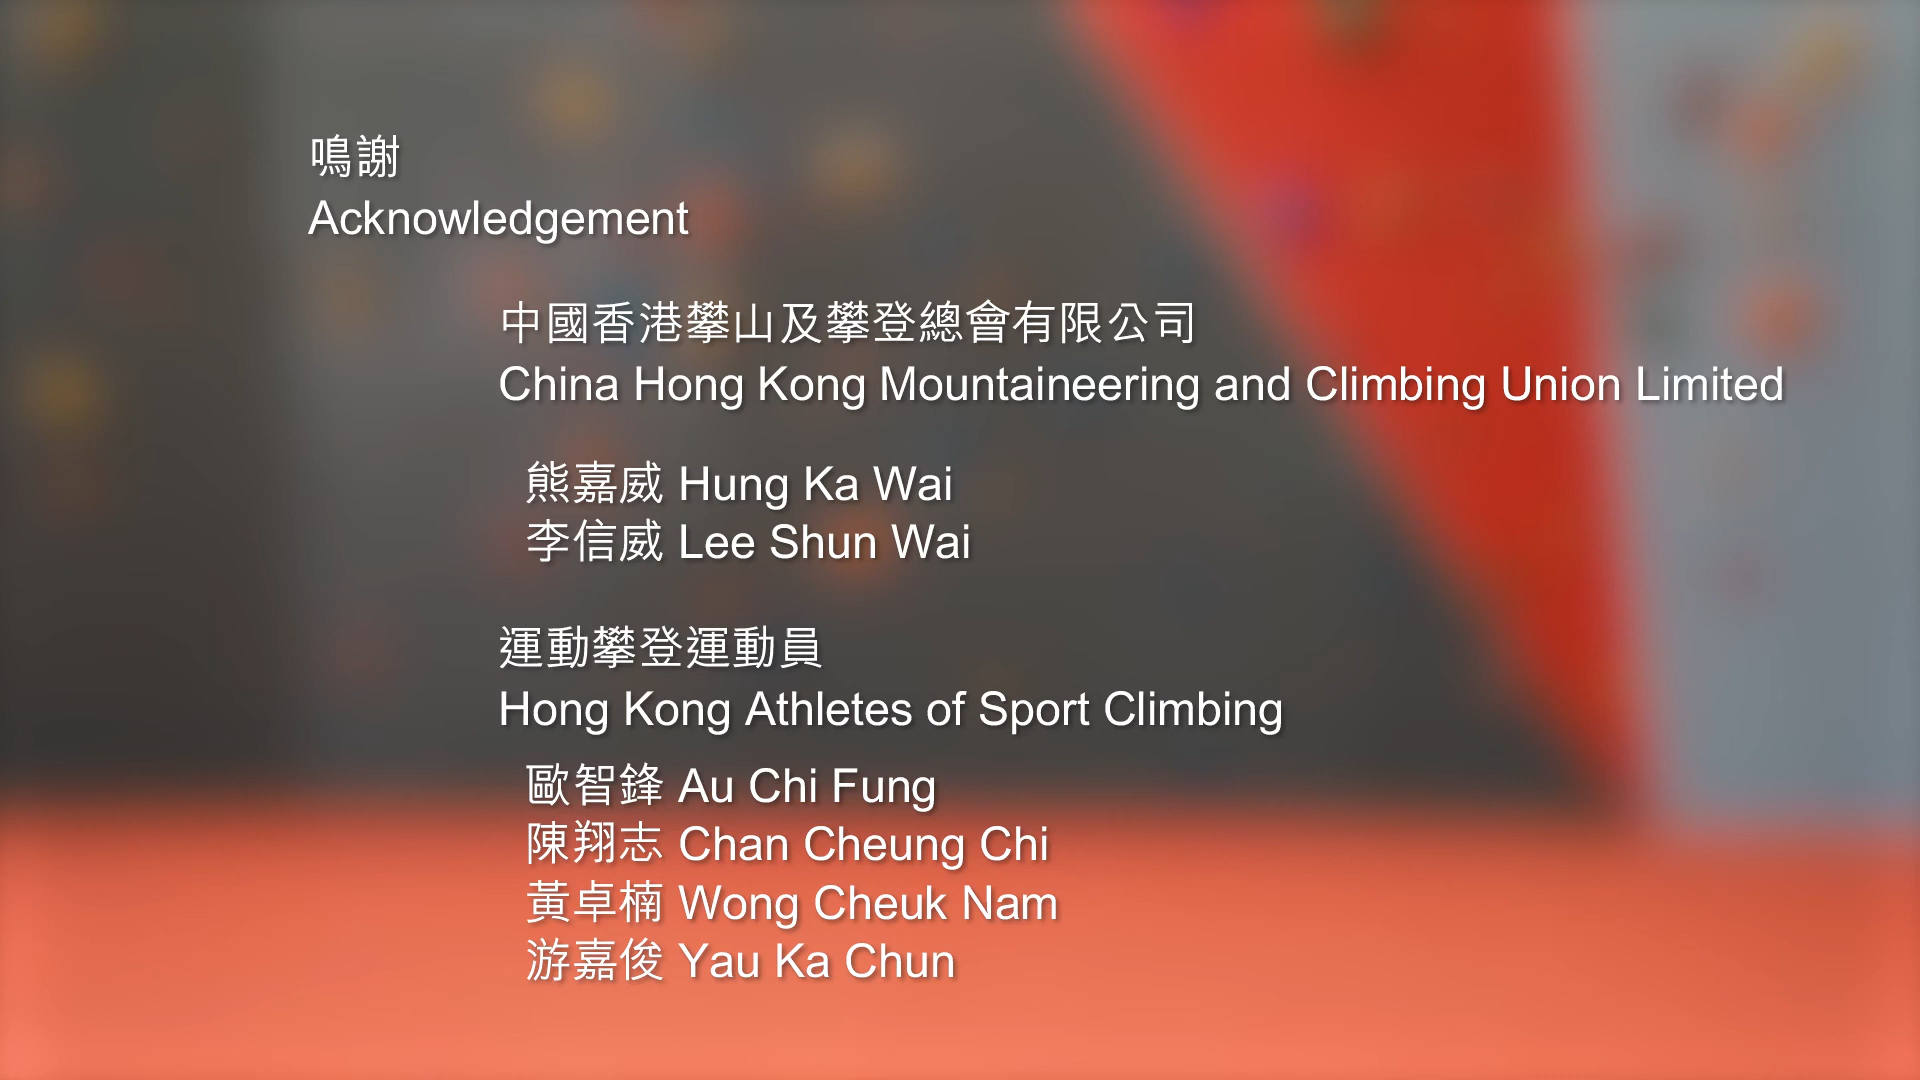 鳴謝
Acknowledgement
中國香港攀山及攀登總會有限公司
China Hong Kong Mountaineering and Climbing Union Limited
熊嘉威 Hung Ka Wai
李信威 Lee Shun Wai
運動攀登運動員
Hong Kong Athletes of Sport Climbing
歐智鋒 Au Chi Fung
陳翔志 Chan Cheung Chi
黃卓楠 Wong Cheuk Nam
游嘉俊 Yau Ka Chun